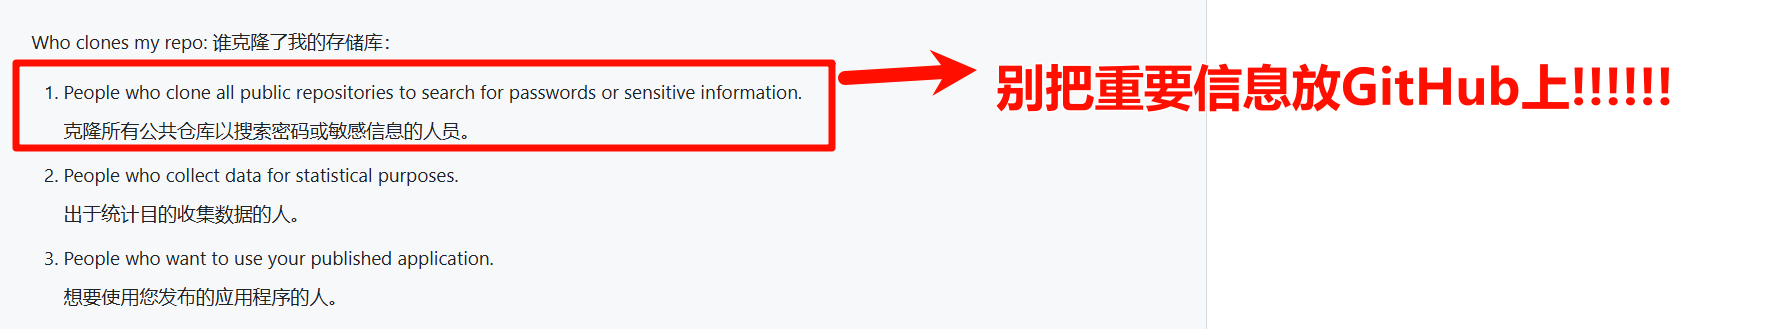 Who clones my repo: 谁克隆了我的存储库:
1. People who clone all public repositories to search for passwords or sensitive information.
克隆所有公共仓库以搜索密码或敏感信息的人员。
别把重要信息放GitHub上!!!!!!
2. People who collect data for statistical purposes.
出于统计目的收集数据的人。
3. People who want to use your published application.
想要使用您发布的应用程序的人。